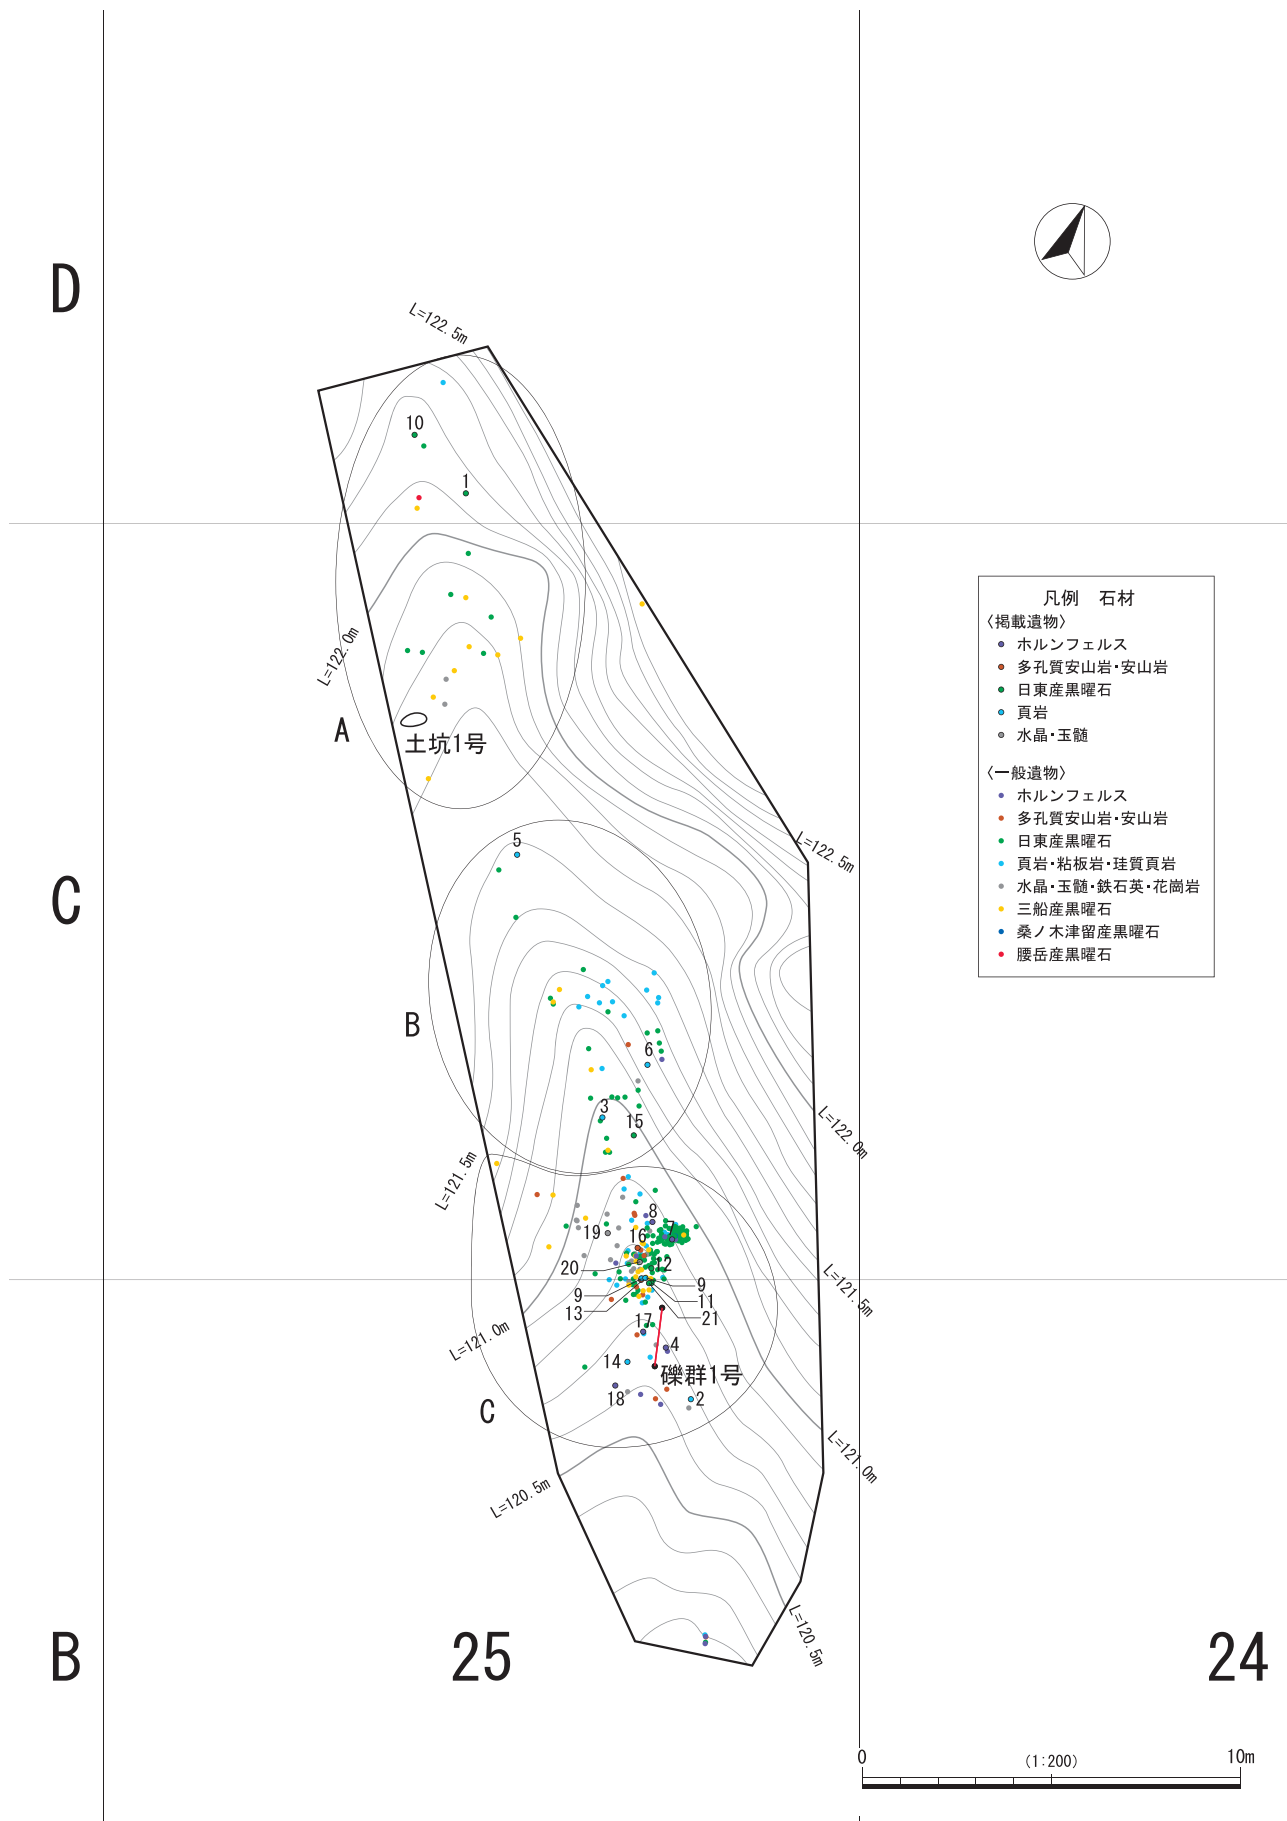 D
L=122.5m
10
1
凡例 石材
〈掲載遺物〉
ホルンフェルス
多孔質安山岩・安山岩
日東産黒曜石
頁岩
水晶・玉髄
〈一般遺物〉
ホルンフェルス
多孔質安山岩・安山岩
日東産黒曜石
頁岩・粘板岩・珪質頁岩
水晶・玉髄・鉄石英・花崗岩
三船産黒曜石
桑ノ木津留産黒曜石
腰岳産黒曜石
L=122.0m
A
土坑1号
5
L=122.5m
C
B
6
3
15
L=122.0m
L=121.5m
8
19
7
16
20
12
9
9
11
13
21
L=121.5m
17
L=121.0m
4
14
礫群1号
18
2
C
L=121.0m
L=120.5m
L=120.5m
B
25
24
0
(1:200)
10m